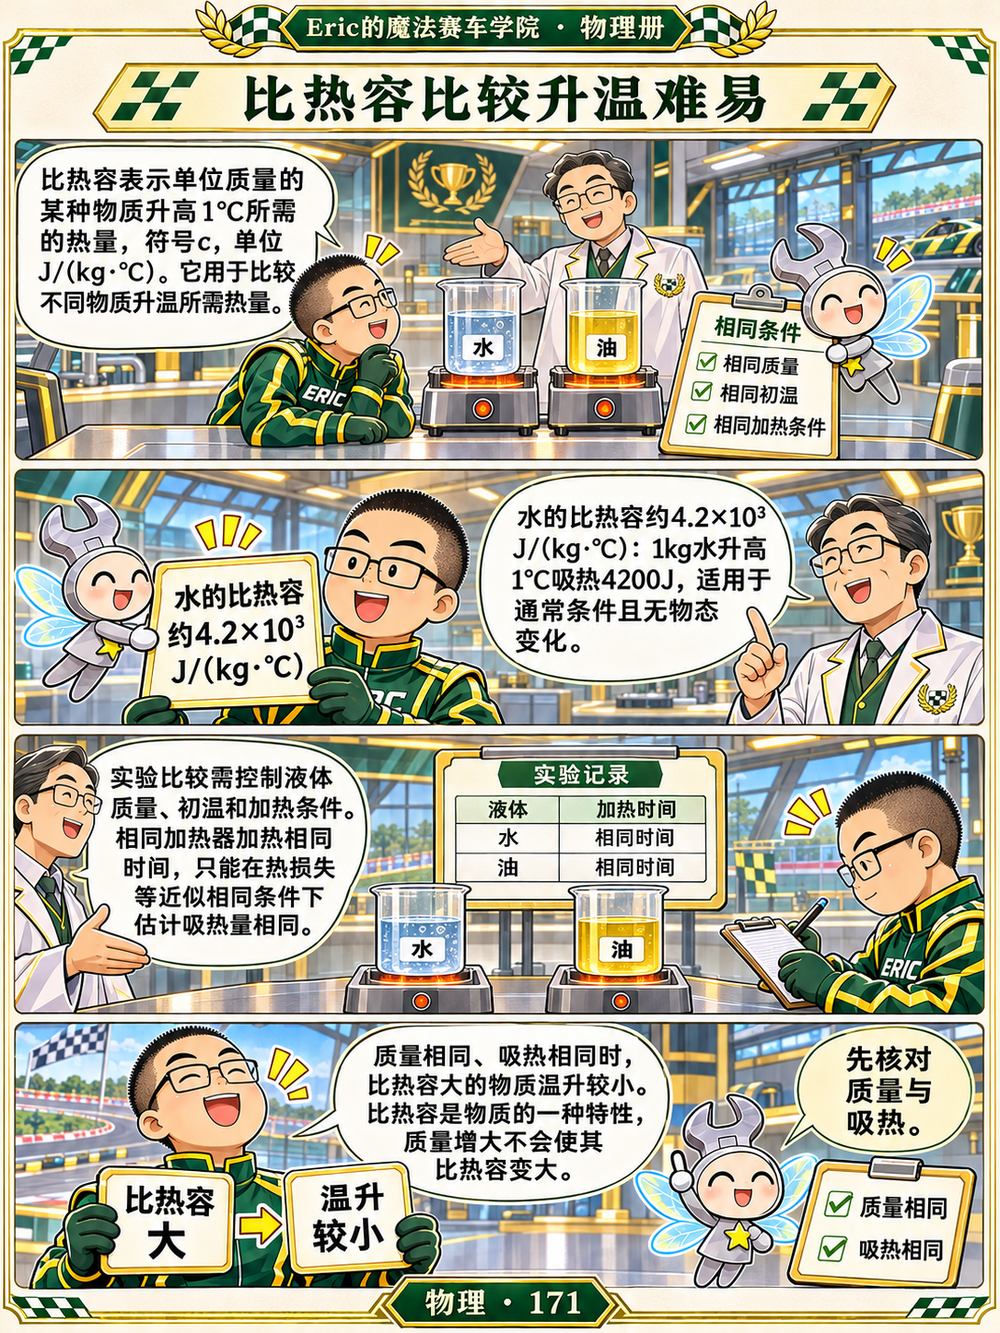 Eric的魔法赛车学院 · 物理册
比热容比较升温难易
比热容表示单位质量的
某种物质升高1℃所需
的热量，符号c，单位
J/(kg·℃)。它用于比较
不同物质升温所需热量。
ERIC
水
油
相同条件
相同质量
相同初温
相同加热条件
水的比热容
约4.2×10³
J/(kg·℃)
ERC
水的比热容约4.2×10³
J/(kg·℃)：1kg水升高
1℃吸热4200J，适用于
通常条件且无物态
变化。
实验比较需控制液体
质量、初温和加热条件。
相同加热器加热相同
时间，只能在热损失
等近似相同条件下
估计吸热量相同。
实验记录
液体 加热时间
水 相同时间
油 相同时间
水
油
ERIC
质量相同、吸热相同时，
比热容大的物质温升较小。
比热容是物质的一种特性，
质量增大不会使其
比热容变大。
比热容
大
温升
较小
先核对
质量与
吸热。
质量相同
吸热相同
物理 · 171